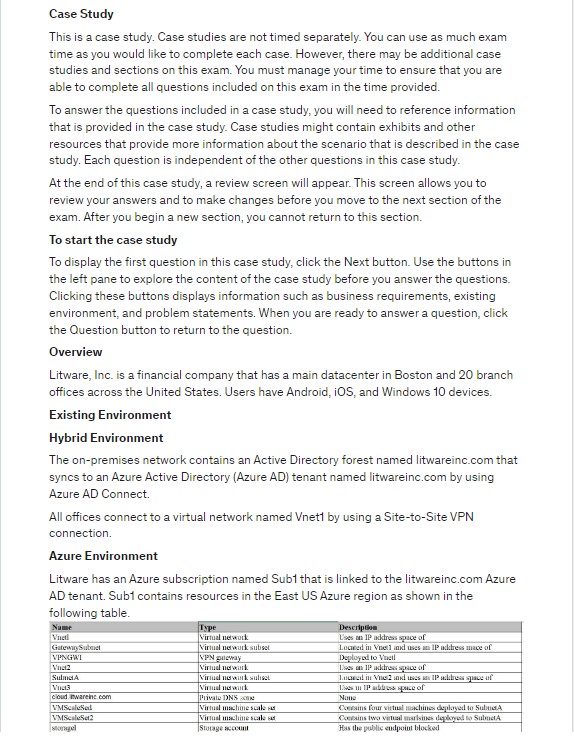 Case Study
This is a case study. Case studies are not timed separately. You can use as much exam
time as you would like to complete each case. However, there may be additional case
studies and sections on this exam. You must manage your time to ensure that you are
able to complete all questions included on this exam in the time provided.
To answer the questions included in a case study, you will need to reference information
that is provided in the case study. Case studies might contain exhibits and other
resources that provide more information about the scenario that is described in the case
study. Each question is independent of the other questions in this case study.
At the end of this case study, a review screen will appear. This screen allows you to
review your answers and to make changes before you move to the next section of the
exam. After you begin a new section, you cannot return to this section.
To start the case study
To display the first question in this case study, click the Next button. Use the buttons in
the left pane to explore the content of the case study before you answer the questions.
Clicking these buttons displays information such as business requirements, existing
environment, and problem statements. When you are ready to answer a question, click
the Question button to return to the question.
Overview
Litware, Inc. is a financial company that has a main datacenter in Boston and 20 branch
offices across the United States. Users have Android, iOS, and Windows 10 devices.
Existing Environment
Hybrid Environment
The on-premises network contains an Active Directory forest named litwareinc.com that
syncs to an Azure Active Directory (Azure AD) tenant named litwareinc.com by using
Azure AD Connect.
All offices connect to a virtual network named Vnet1 by using a Site-to-Site VPN
connection.
Azure Environment
Litware has an Azure subscription named Sub1 that is linked to the litwareinc.com Azure
AD tenant. Sub1 contains resources in the East US Azure region as shown in the
following table.
Name Type Description
Virtual network Uses an IP address space of
GatewaySubnet Virtual network subnet Located in Vnet1 and uses an IP address space of
VPNGW1 VPN gateway Deployed to Vnet1
Vnet2 Virtual network Uses an IP address space of
SubnetA Virtual network subnet Located in Vnet2 and uses an IP address space of
Vnet3 Virtual network Uses an IP address space of
cloud.litwareinc.com Private DNS zone None
Virtual machine scale set Contains four virtual machines deployed to SubnetA
VMScaleSet2 Virtual machine scale set Contains two virtual deployed to SubnetA
Storage account Has the public endpoint blocked